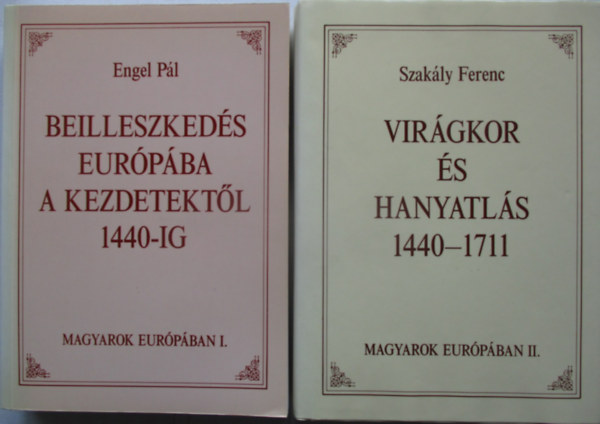 Engel Pál
BEILLESZKEDÉS
EURÓPÁBA
A KEZDETEKTŐL
1440-IG
MAGYAROK EURÓPÁBAN I.
Szakály Ferenc
VIRÁGKOR
ÉS
HANYATLÁS
1440–1711
MAGYAROK EURÓPÁBAN II.